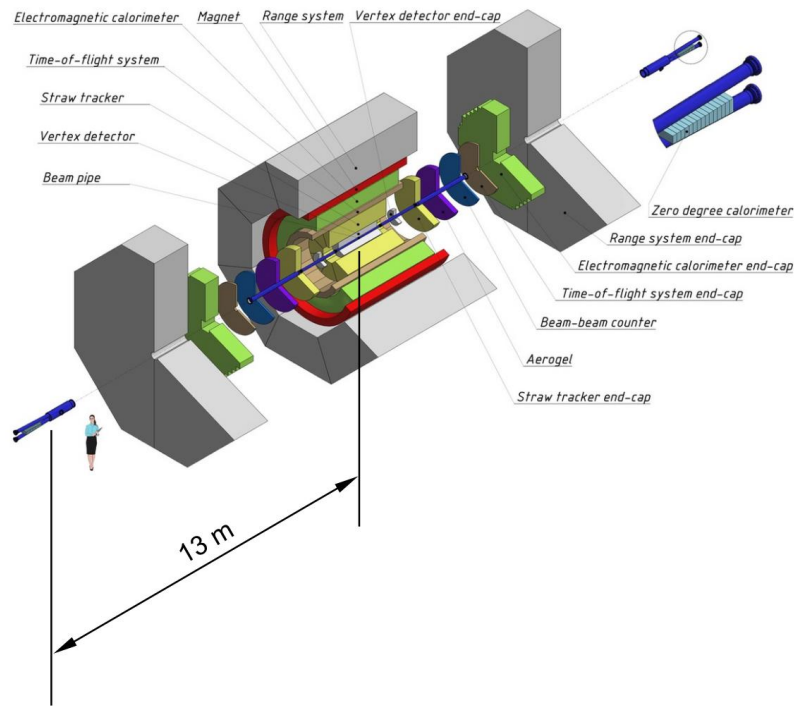 Electromagnetic calorimeter
Magnet
Range system
Vertex detector end-cap
Time-of-flight system
Straw tracker
Vertex detector
Beam pipe
Zero degree calorimeter
Range system end-cap
Electromagnetic calorimeter end-cap
Time-of-flight system end-cap
Beam-beam counter
Aerogel
Straw tracker end-cap
13 m